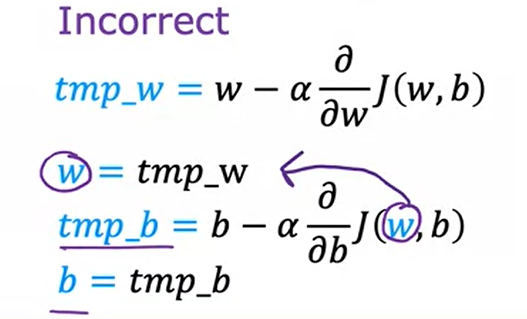 Incorrect
tmp_w = w − α ∂/∂w J(w, b)
w = tmp_w
tmp_b = b − α ∂/∂b J(w, b)
b = tmp_b